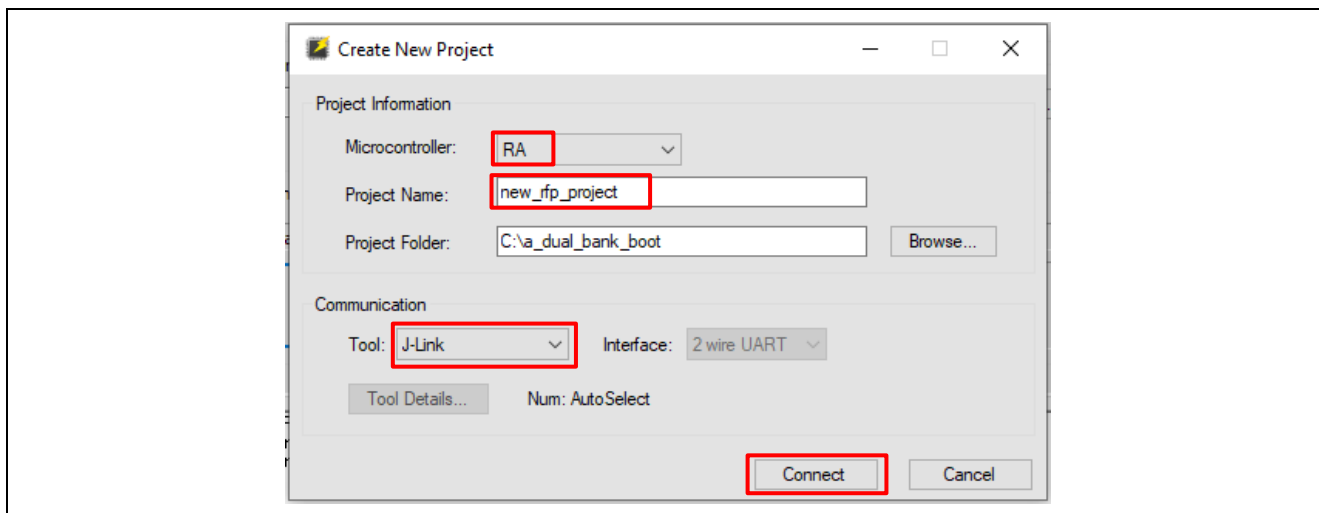 Create New Project
Project Information
Microcontroller: RA
Project Name: new_rfp_project
Project Folder: C:\a_dual_bank_boot Browse...
Communication
Tool: J-Link Interface: 2 wire UART
Tool Details... Num: AutoSelect
Connect Cancel